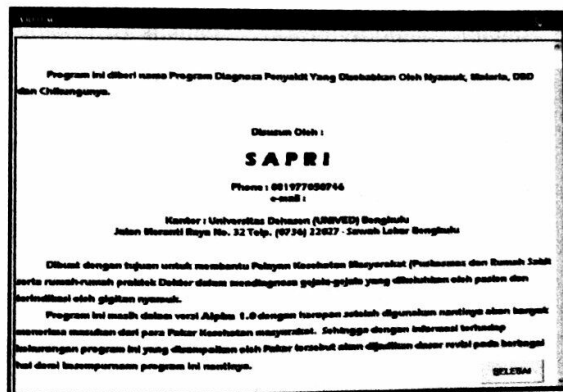 Program ini diberi nama Program Diagnosa Penyakit Yang Disebabkan Oleh Nyamuk, Malaria, DBD
dan Chikungunya.
Disusun Oleh :
SAPRI
Phone : 081977050746
e-mail :
Kantor : Universitas Dehasen (UNIVED) Bengkulu
Jalan Meranti Raya No. 32 Telp. (0736) 22027 - Sawah Lebar Bengkulu
Dibuat dengan tujuan untuk membantu Pelayan Kesehatan Masyarakat (Puskesmas dan Rumah Sakit
serta rumah-rumah praktek Dokter dalam mendiagnosa gejala-gejala yang dikeluhkan oleh pasien dan
terindikasi oleh gigitan nyamuk.
Program ini masih dalam versi Alpha 1.0 dengan harapan setelah digunakan nantinya akan banyak
menerima masukan dari para Pakar Kesehatan masyarakat. Sehingga dengan informasi terhadap
kekurangan program ini yang disampaikan oleh Pakar tersebut akan dijadikan dasar revisi pada berbagai
hal demi kesempurnaan program ini nantinya.
SELESAI